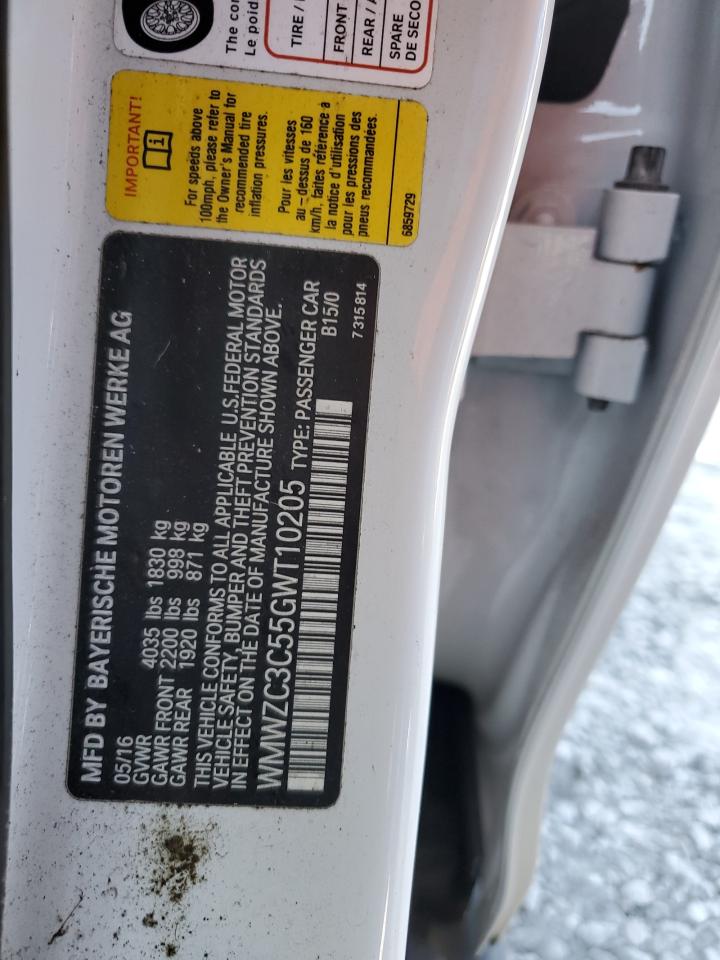 The con
Le poid
TIRE /
FRONT
REAR /
SPARE
DE SECO
IMPORTANT!
For speeds above
100mph, please refer to
the Owner's Manual for
recommended tire
inflation pressures.
Pour les vitesses
au - dessus de 160
km/h, faites référence à
la notice d'utilisation
pour les pressions des
pneus recommandées.
6859729
MFD BY BAYERISCHE MOTOREN WERKE AG
05/16
GVWR 4035 lbs 1830 kg
GAWR FRONT 2200 lbs 998 kg
GAWR REAR 1920 lbs 871 kg
THIS VEHICLE CONFORMS TO ALL APPLICABLE U.S. FEDERAL MOTOR
VEHICLE SAFETY, BUMPER AND THEFT PREVENTION STANDARDS
IN EFFECT ON THE DATE OF MANUFACTURE SHOWN ABOVE.
WMWZC3C55GWT10205 TYPE: PASSENGER CAR
B15/0
7315814